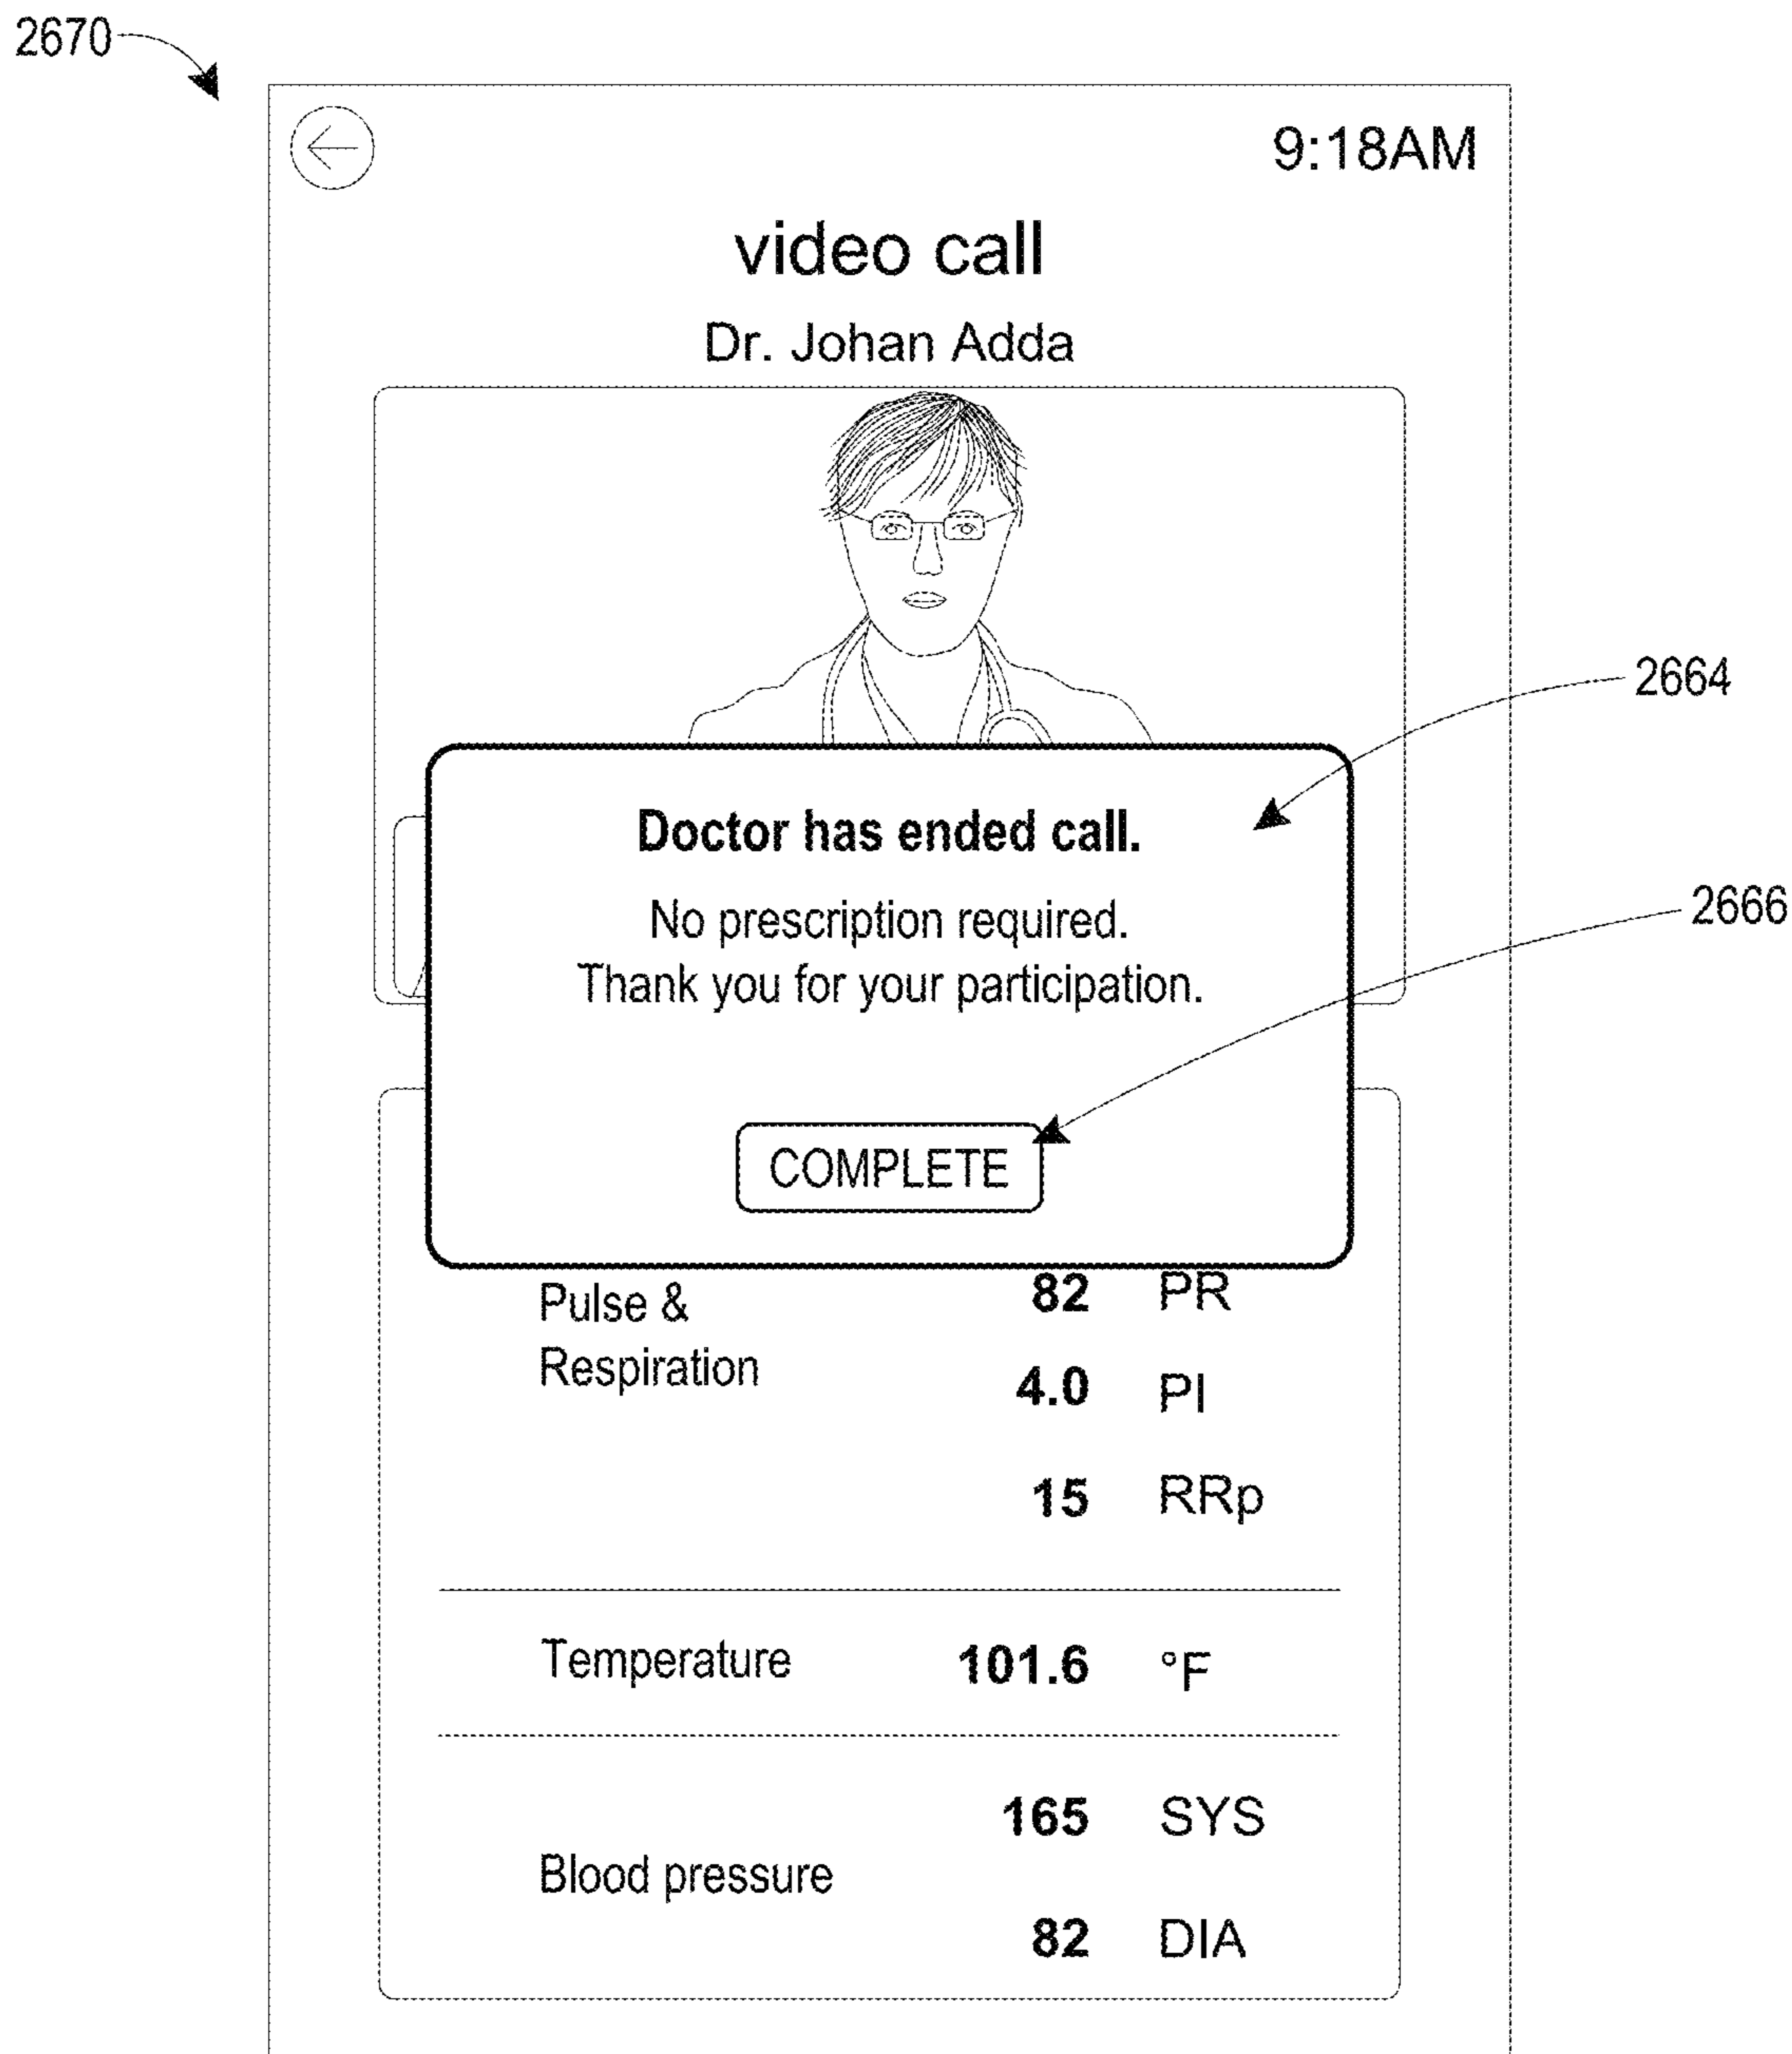 2670
9:18AM
video call
Dr. Johan Adda
2664
Doctor has ended call.
2666
No prescription required.
Thank you for your participation.
COMPLETE
Pulse & 82 PR
Respiration 4.0 PI
15 RRp
Temperature 101.6 °F
165 SYS
Blood pressure
82 DIA